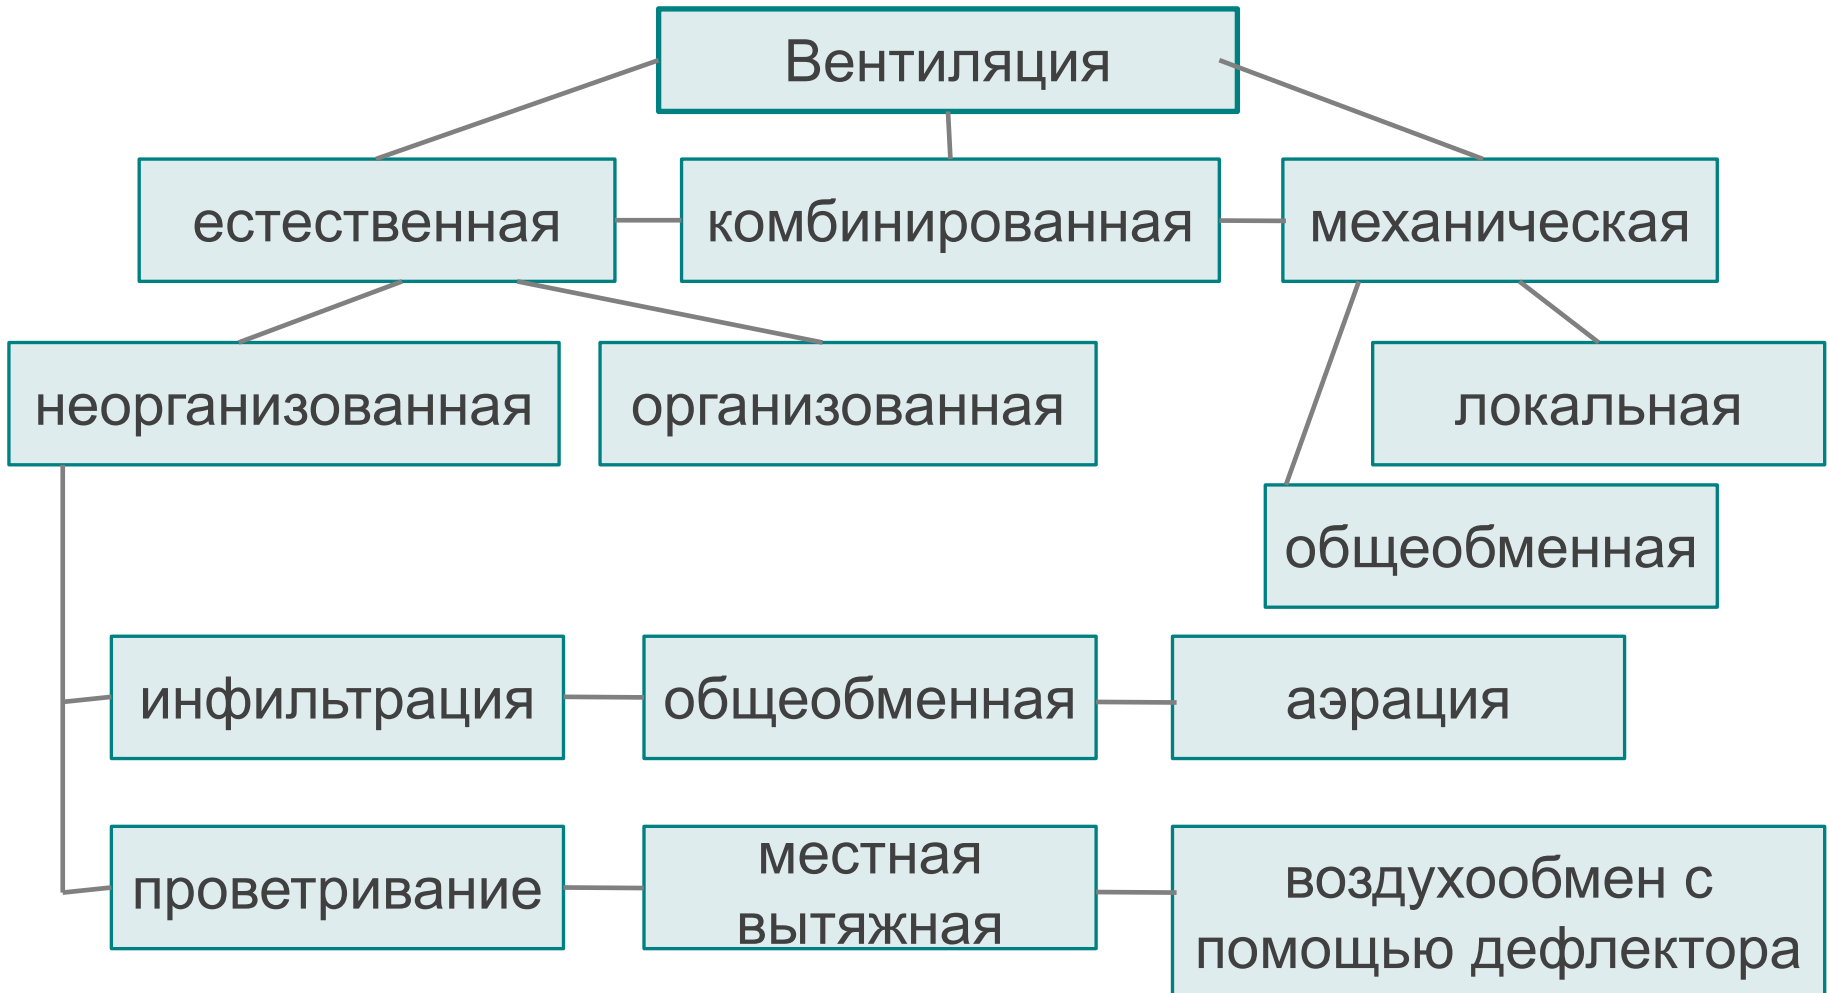 Вентиляция
естественная
комбинированная
механическая
неорганизованная
организованная
локальная
общеобменная
инфильтрация
общеобменная
аэрация
проветривание
местная
вытяжная
воздухообмен с
помощью дефлектора